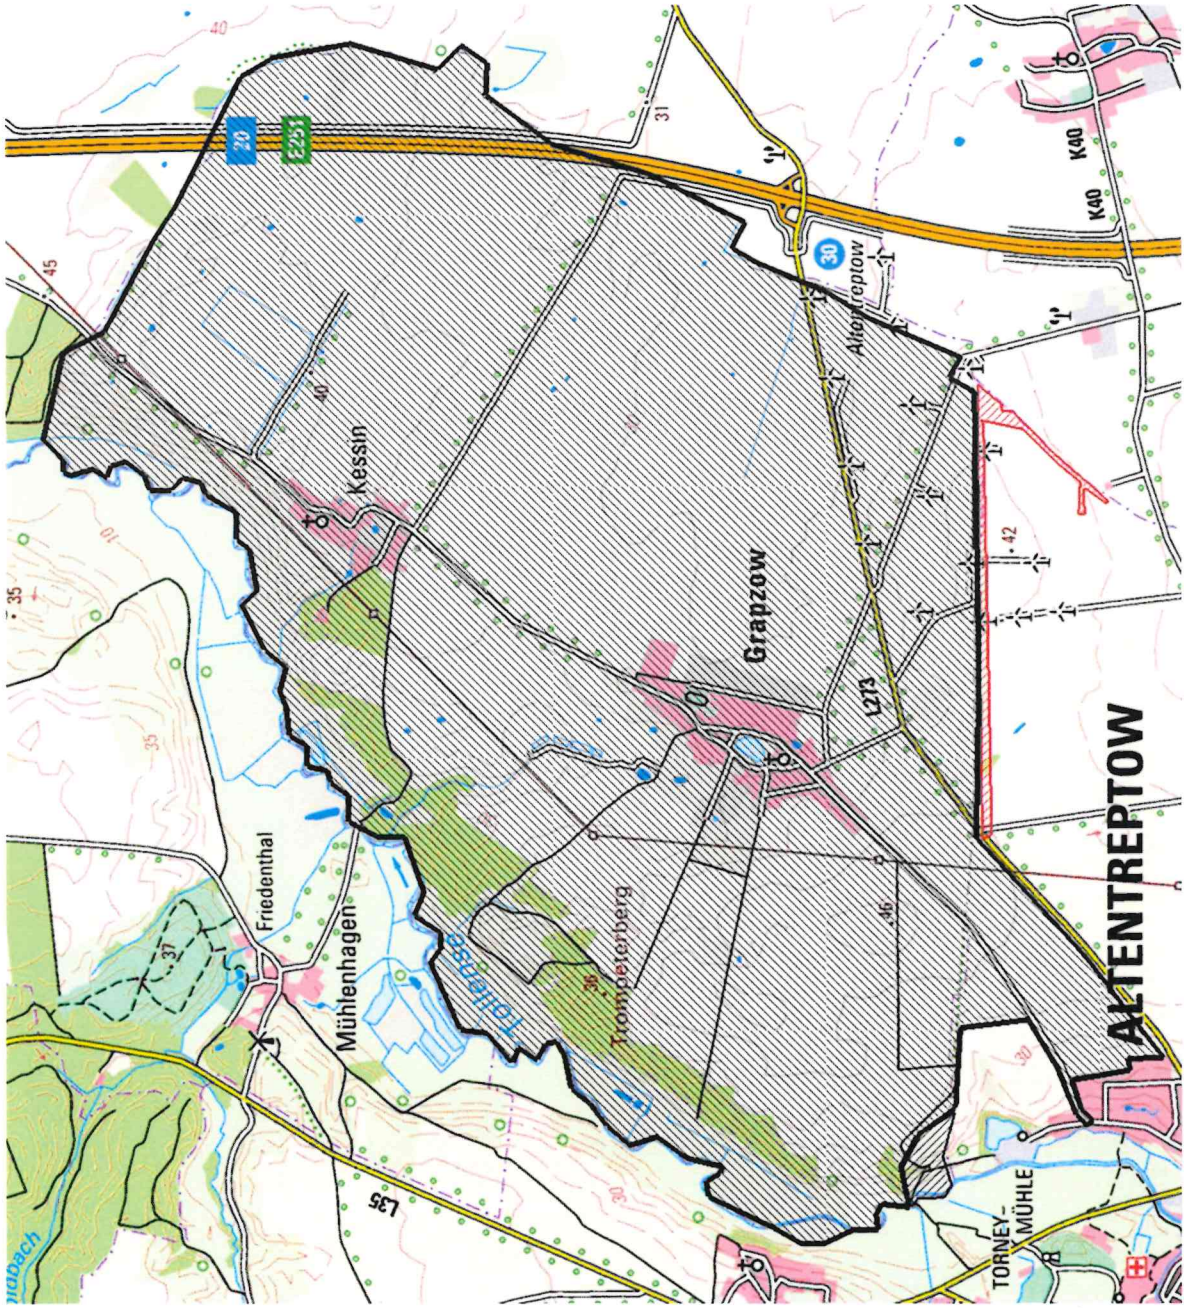 40
20
E251
31
K40
K40
45
30
Altentreptow
40
Kessin
10
35
42
Grapzow
L273
35
ALTENTREPTOW
Friedenthal
37
Mühlenhagen
Tollense
Trompeterberg
36
46
30
L35
30
TORNEY-
MÜHLE